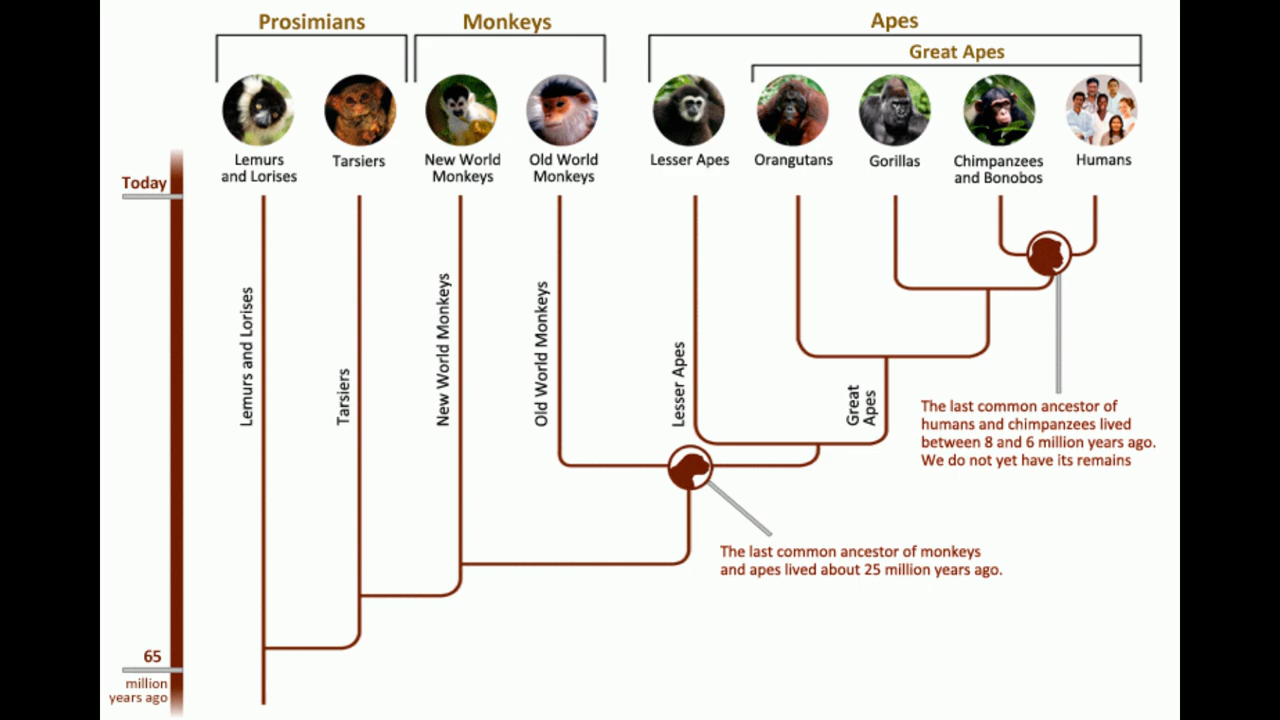 Prosimians
Monkeys
Apes
Great Apes
Lemurs
and Lorises
Tarsiers
New World
Monkeys
Old World
Monkeys
Lesser Apes
Orangutans
Gorillas
Chimpanzees
and Bonobos
Humans
Today
Lemurs and Lorises
Tarsiers
New World Monkeys
Old World Monkeys
Lesser Apes
Great
Apes
The last common ancestor of
humans and chimpanzees lived
between 8 and 6 million years ago.
We do not yet have its remains
The last common ancestor of monkeys
and apes lived about 25 million years ago.
65
million
years ago